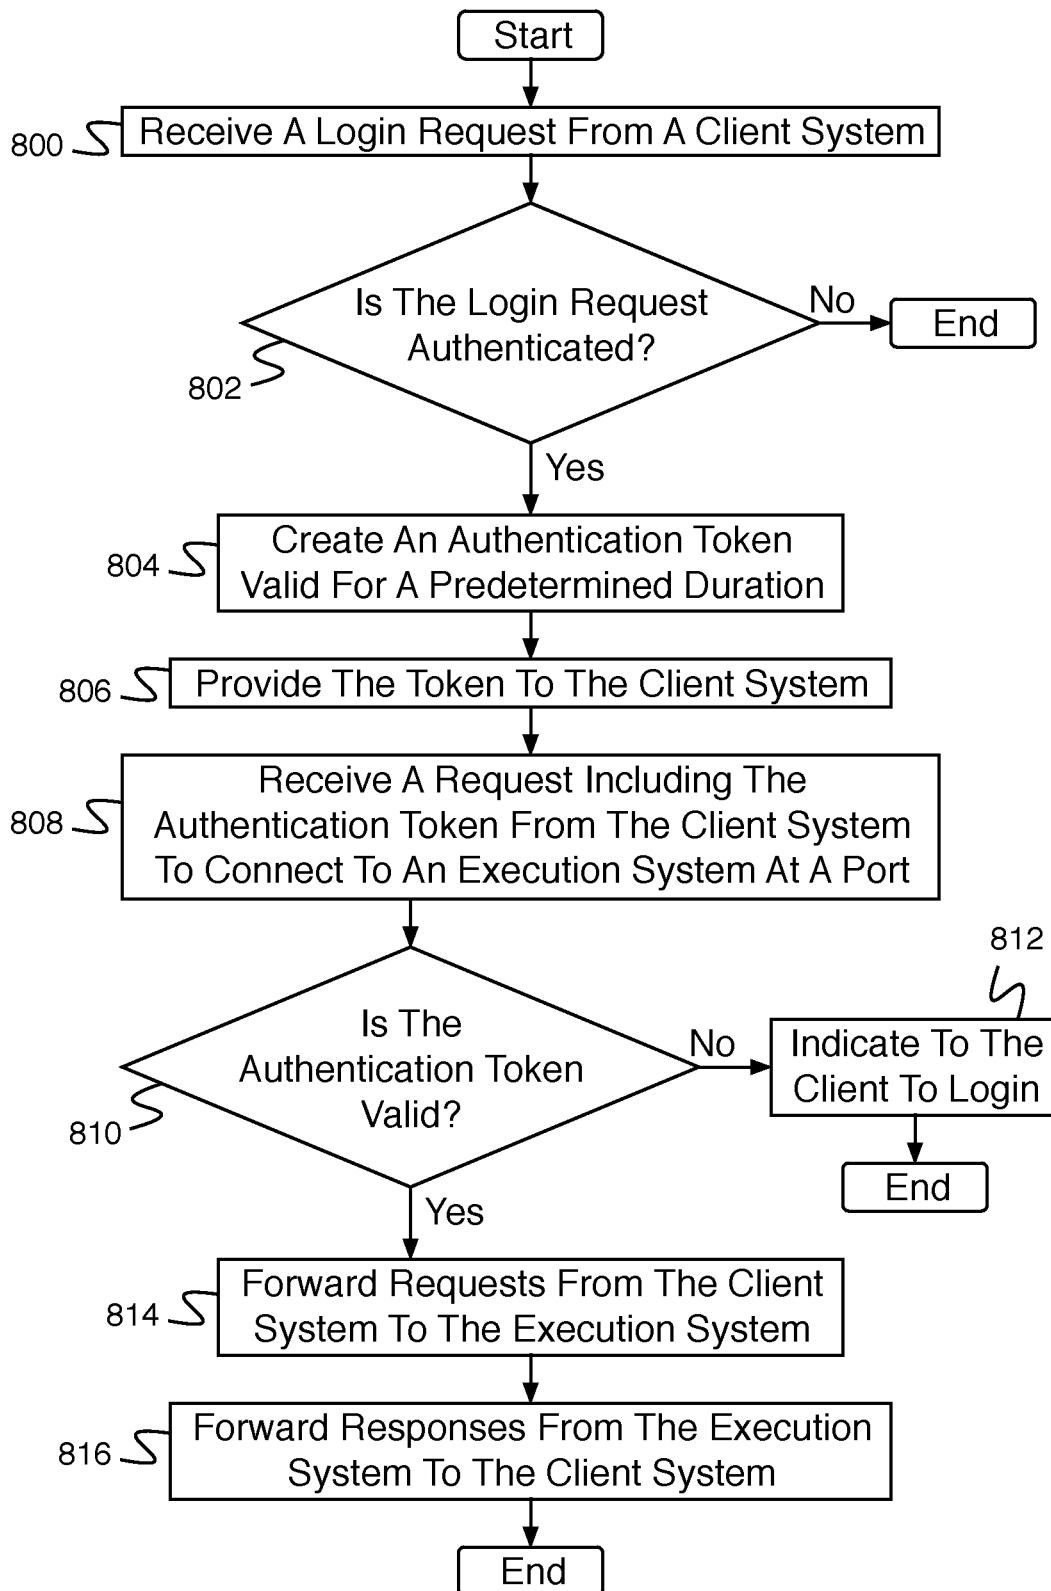 Start
800
Receive A Login Request From A Client System
Is The Login Request
Authenticated?
No
End
802
Yes
804
Create An Authentication Token
Valid For A Predetermined Duration
806
Provide The Token To The Client System
808
Receive A Request Including The
Authentication Token From The Client System
To Connect To An Execution System At A Port
812
Is The
Authentication Token
Valid?
No
Indicate To The
Client To Login
810
End
Yes
814
Forward Requests From The Client
System To The Execution System
816
Forward Responses From The Execution
System To The Client System
End